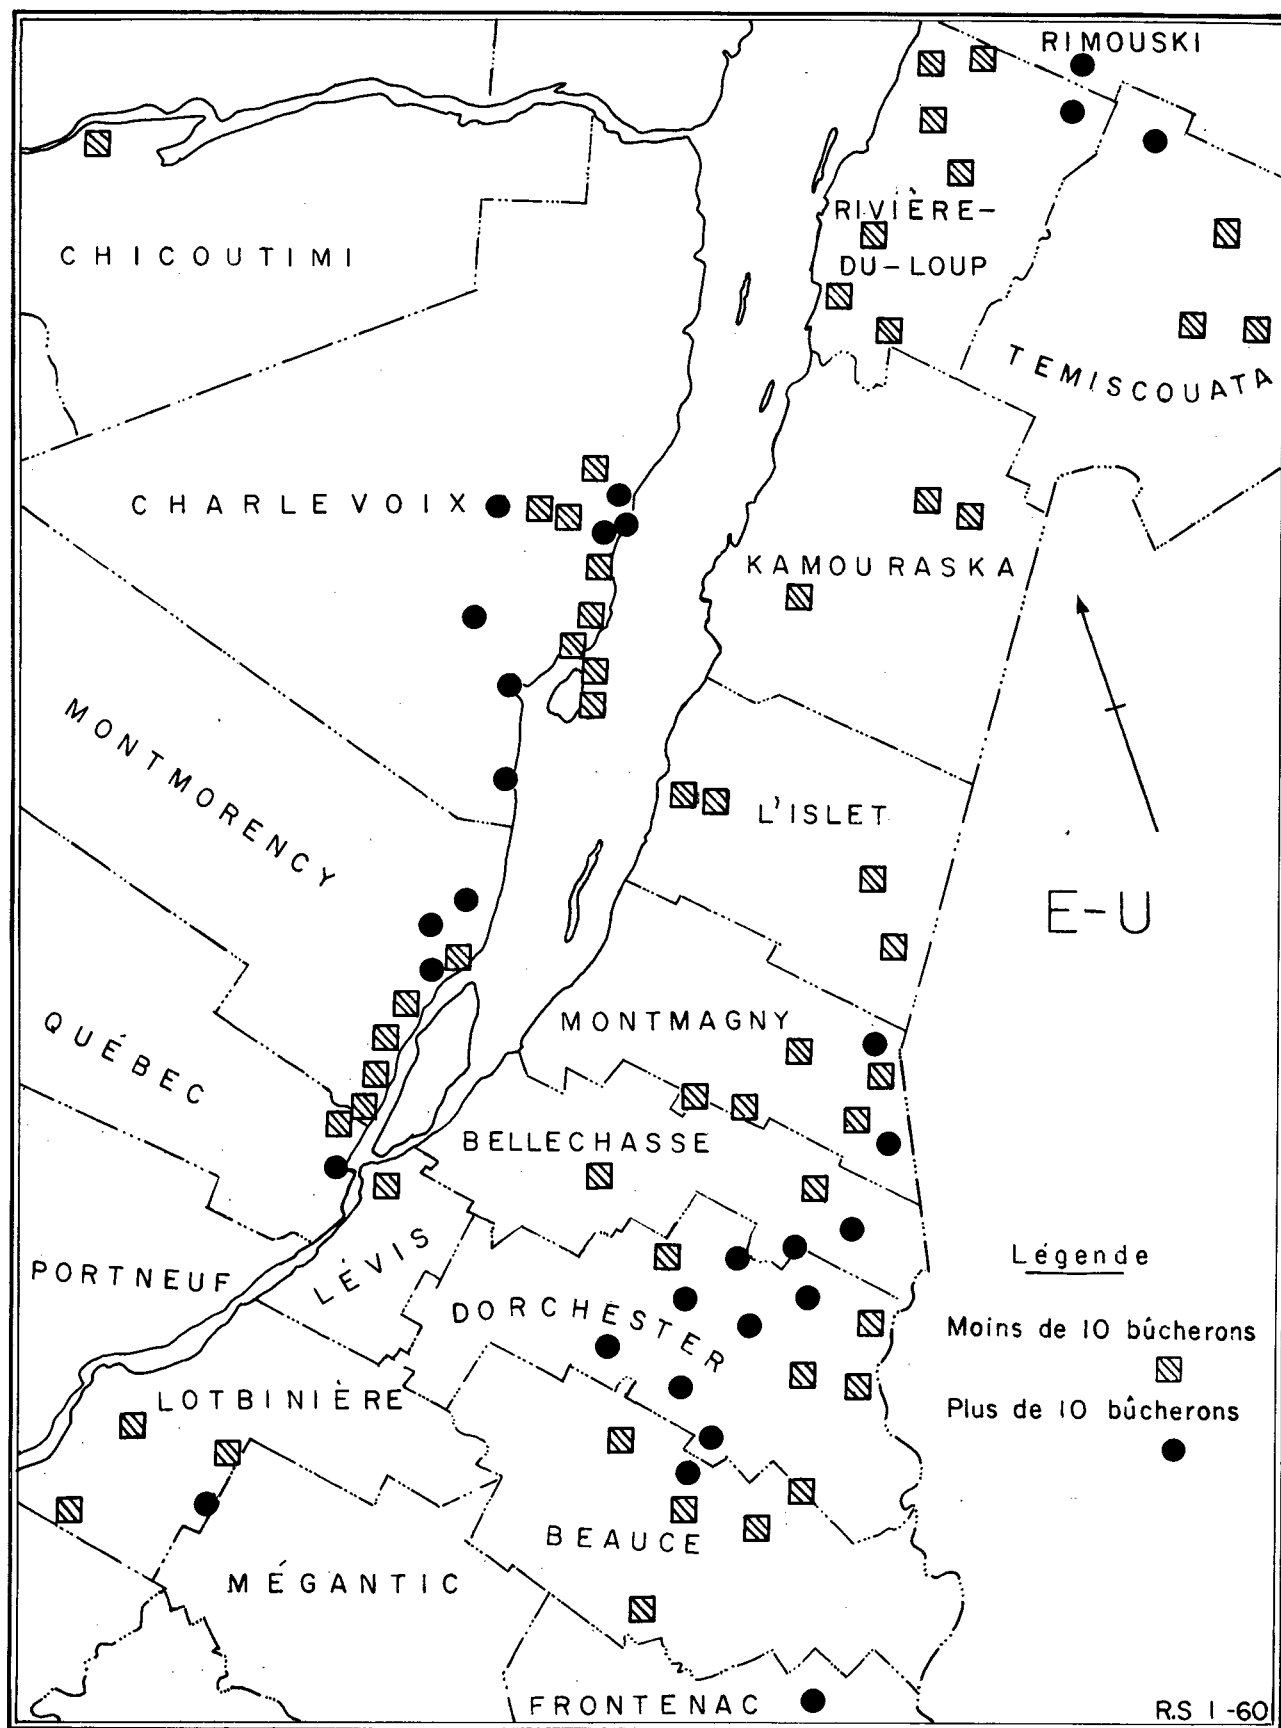 RIMOUSKI
RIVIÈRE-
DU-LOUP
CHICOUTIMI
TEMISCOUATA
CHARLEVOIX
KAMOURASKA
MONTMORENCY
L'ISLET
E-U
QUÉBEC
MONTMAGNY
BELLECHASSE
PORTNEUF
LÉVIS
DORCHESTER
Légende
Moins de 10 bûcherons
Plus de 10 bûcherons
LOTBINIÈRE
BEAUCE
MÉGANTIC
FRONTENAC
R.S 1-60